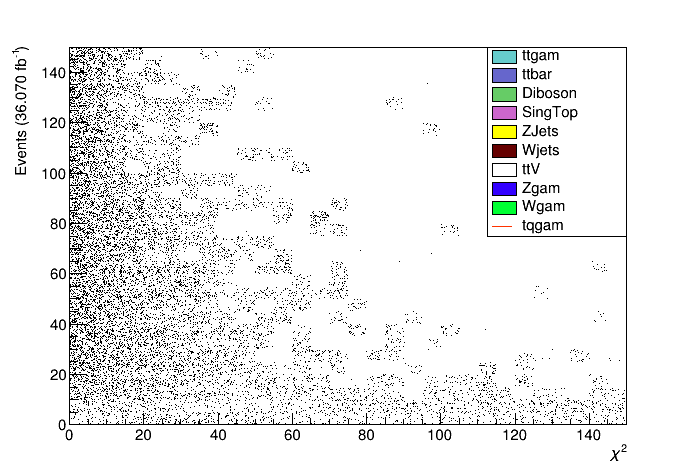 Events (36.070 fb⁻¹)
140
120
100
80
60
40
20
0
ttgam
ttbar
Diboson
SingTop
ZJets
Wjets
ttV
Zgam
Wgam
tqgam
0 20 40 60 80 100 120 140
χ²